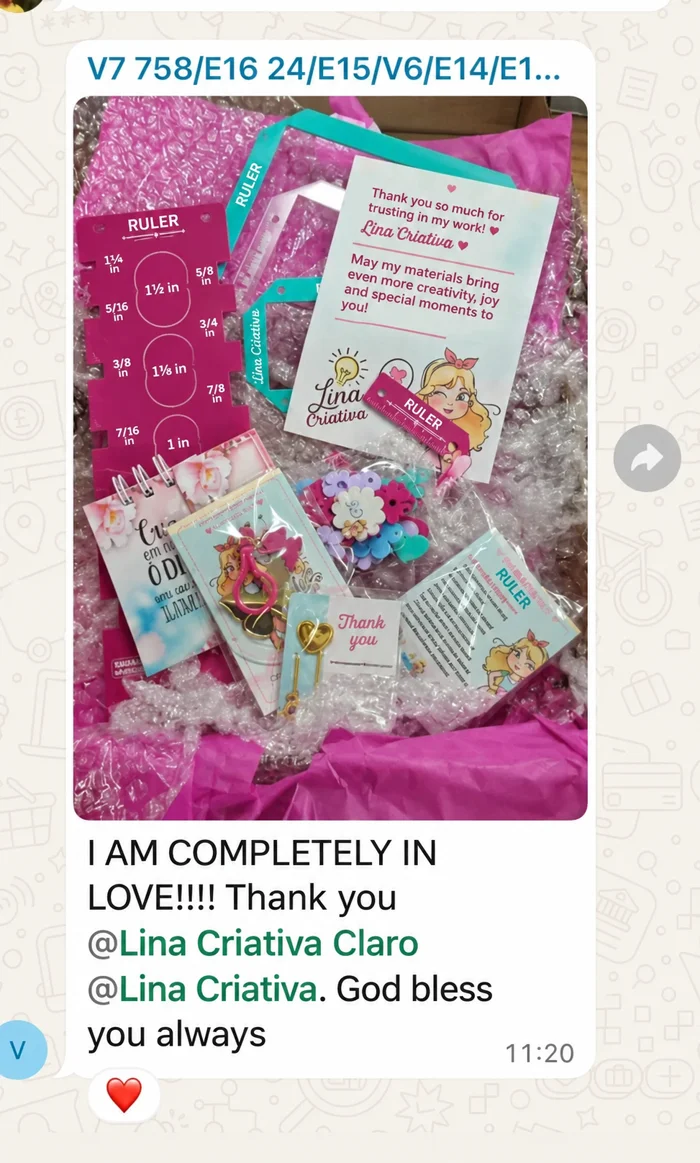 V7 758/E16 24/E15/V6/E14/E1...
RULER
1¼
in
1½ in
5/8
in
5/16
in
3/4
in
3/8
in
1⅛ in
7/8
in
7/16
in
1 in
RULER
Lina Criativa
Thank you so much for
trusting in my work! ♥
Lina Criativa ♥
May my materials bring
even more creativity, joy
and special moments to
you!
Lina
Criativa
RULER
em
Thank
you
RULER
I AM COMPLETELY IN
LOVE!!!! Thank you
@Lina Criativa Claro
@Lina Criativa. God bless
you always
11:20
V